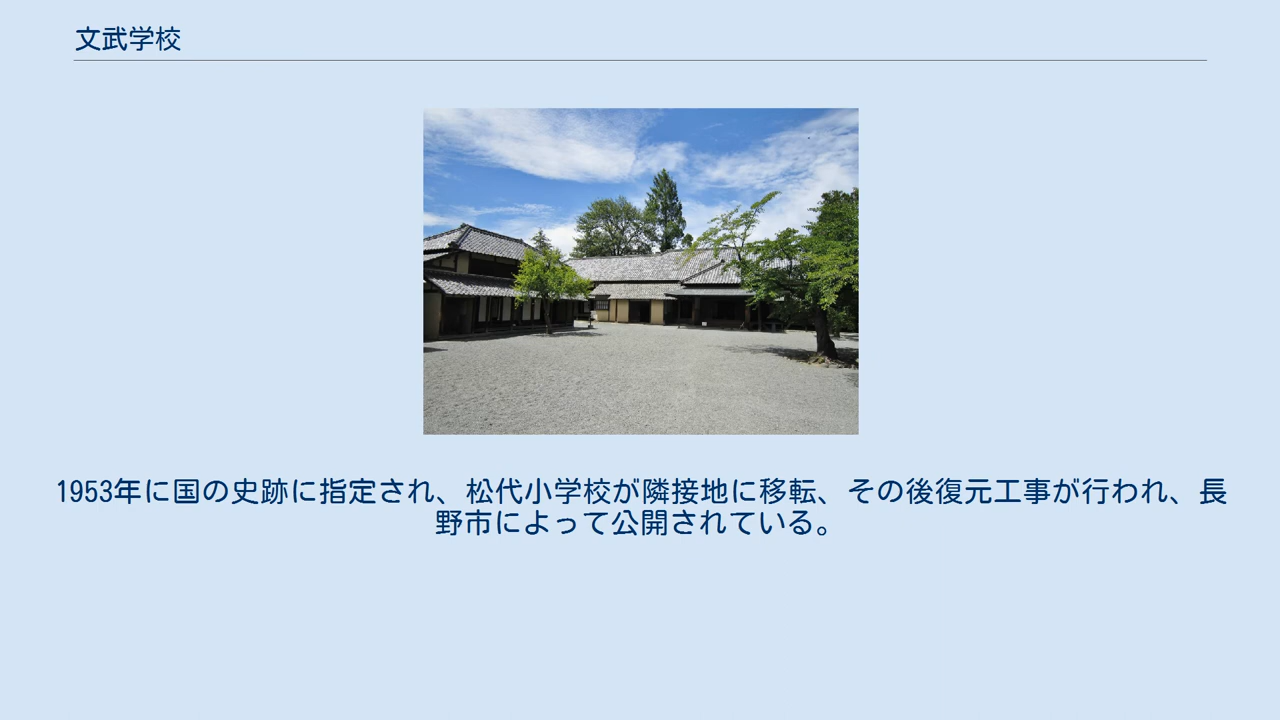 文武学校
1953年に国の史跡に指定され、松代小学校が隣接地に移転、その後復元工事が行われ、長
野市によって公開されている。